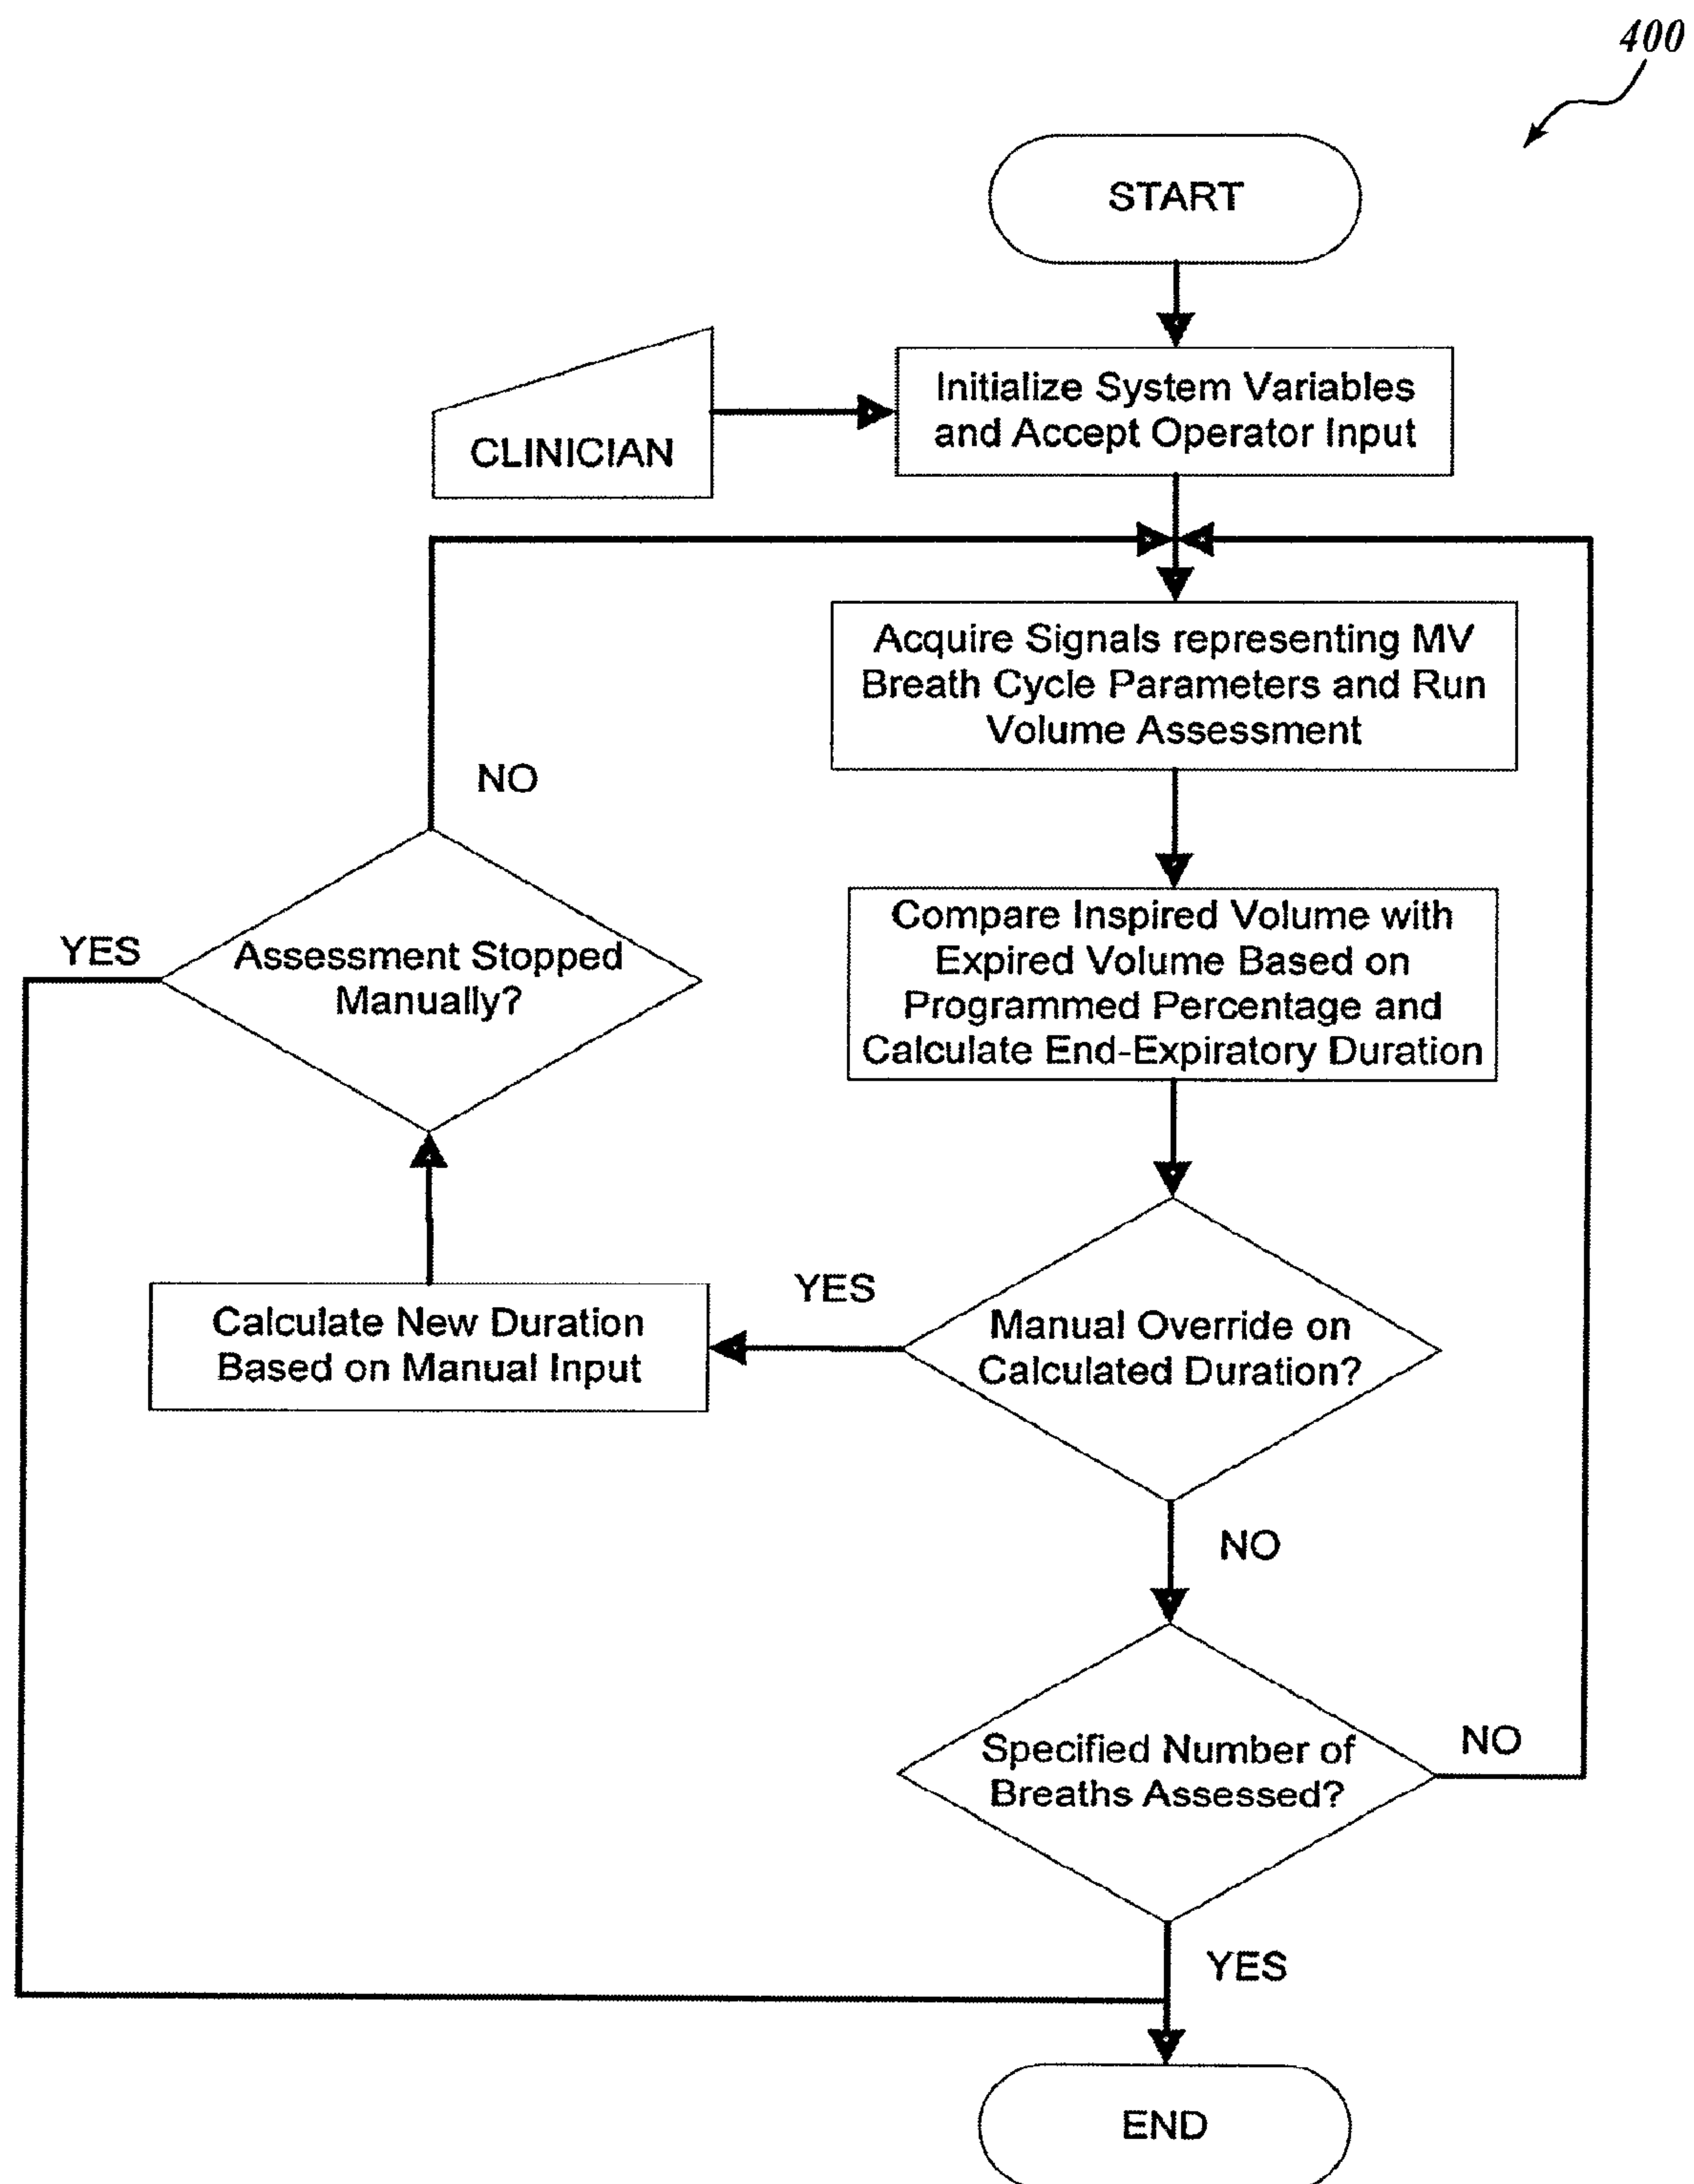 400
START
Initialize System Variables
and Accept Operator Input
CLINICIAN
Acquire Signals representing MV
Breath Cycle Parameters and Run
Volume Assessment
NO
Compare Inspired Volume with
Expired Volume Based on
Programmed Percentage and
Calculate End-Expiratory Duration
YES
Assessment Stopped
Manually?
YES
Calculate New Duration
Based on Manual Input
Manual Override on
Calculated Duration?
NO
Specified Number of
Breaths Assessed?
NO
YES
END